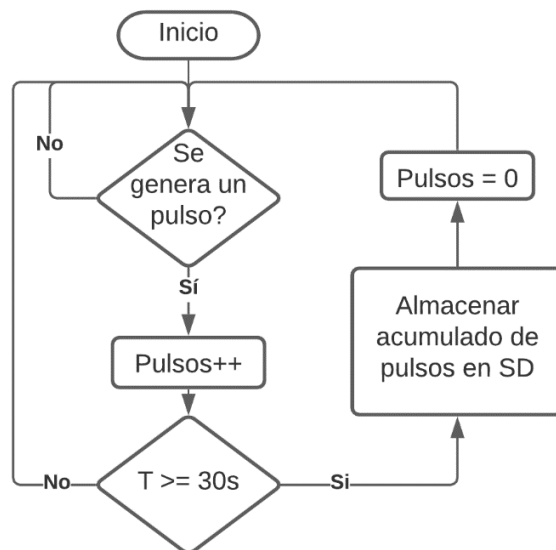 Inicio
No
Se
genera un
pulso?
Sí
Pulsos++
T >= 30s
No
Si
Almacenar
acumulado de
pulsos en SD
Pulsos = 0